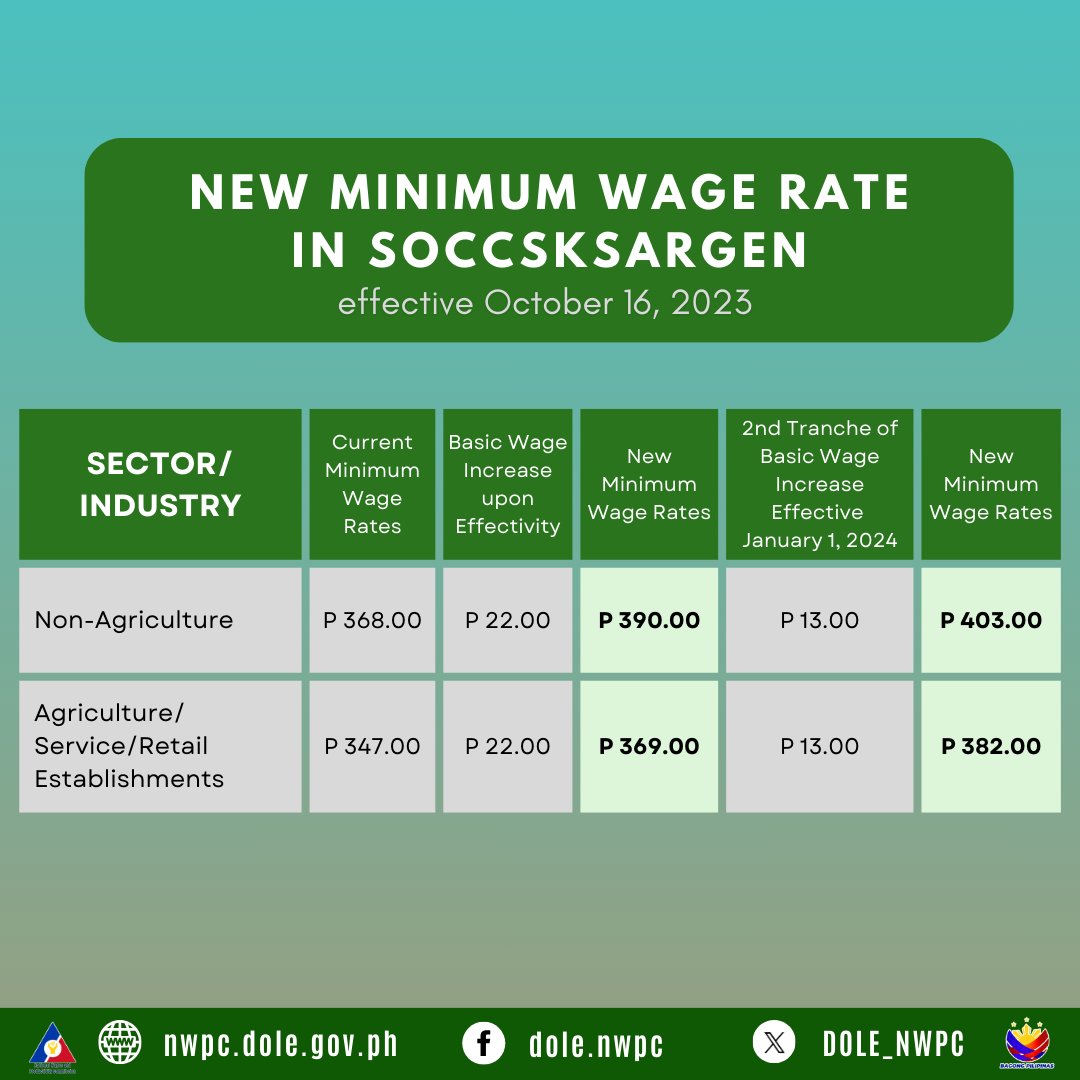 NEW MINIMUM WAGE RATE
IN SOCCSKSARGEN
effective October 16, 2023
SECTOR/
INDUSTRY
Current
Minimum
Wage
Rates
Basic Wage
Increase
upon
Effectivity
New
Minimum
Wage Rates
2nd Tranche of
Basic Wage
Increase
Effective
January 1, 2024
New
Minimum
Wage Rates
Non-Agriculture
P 368.00
P 22.00
P 390.00
P 13.00
P 403.00
Agriculture/
Service/Retail
Establishments
P 347.00
P 22.00
P 369.00
P 13.00
P 382.00
www
nwpc.dole.gov.ph
dole.nwpc
DOLE_NWPC
BAGONG PILIPINAS